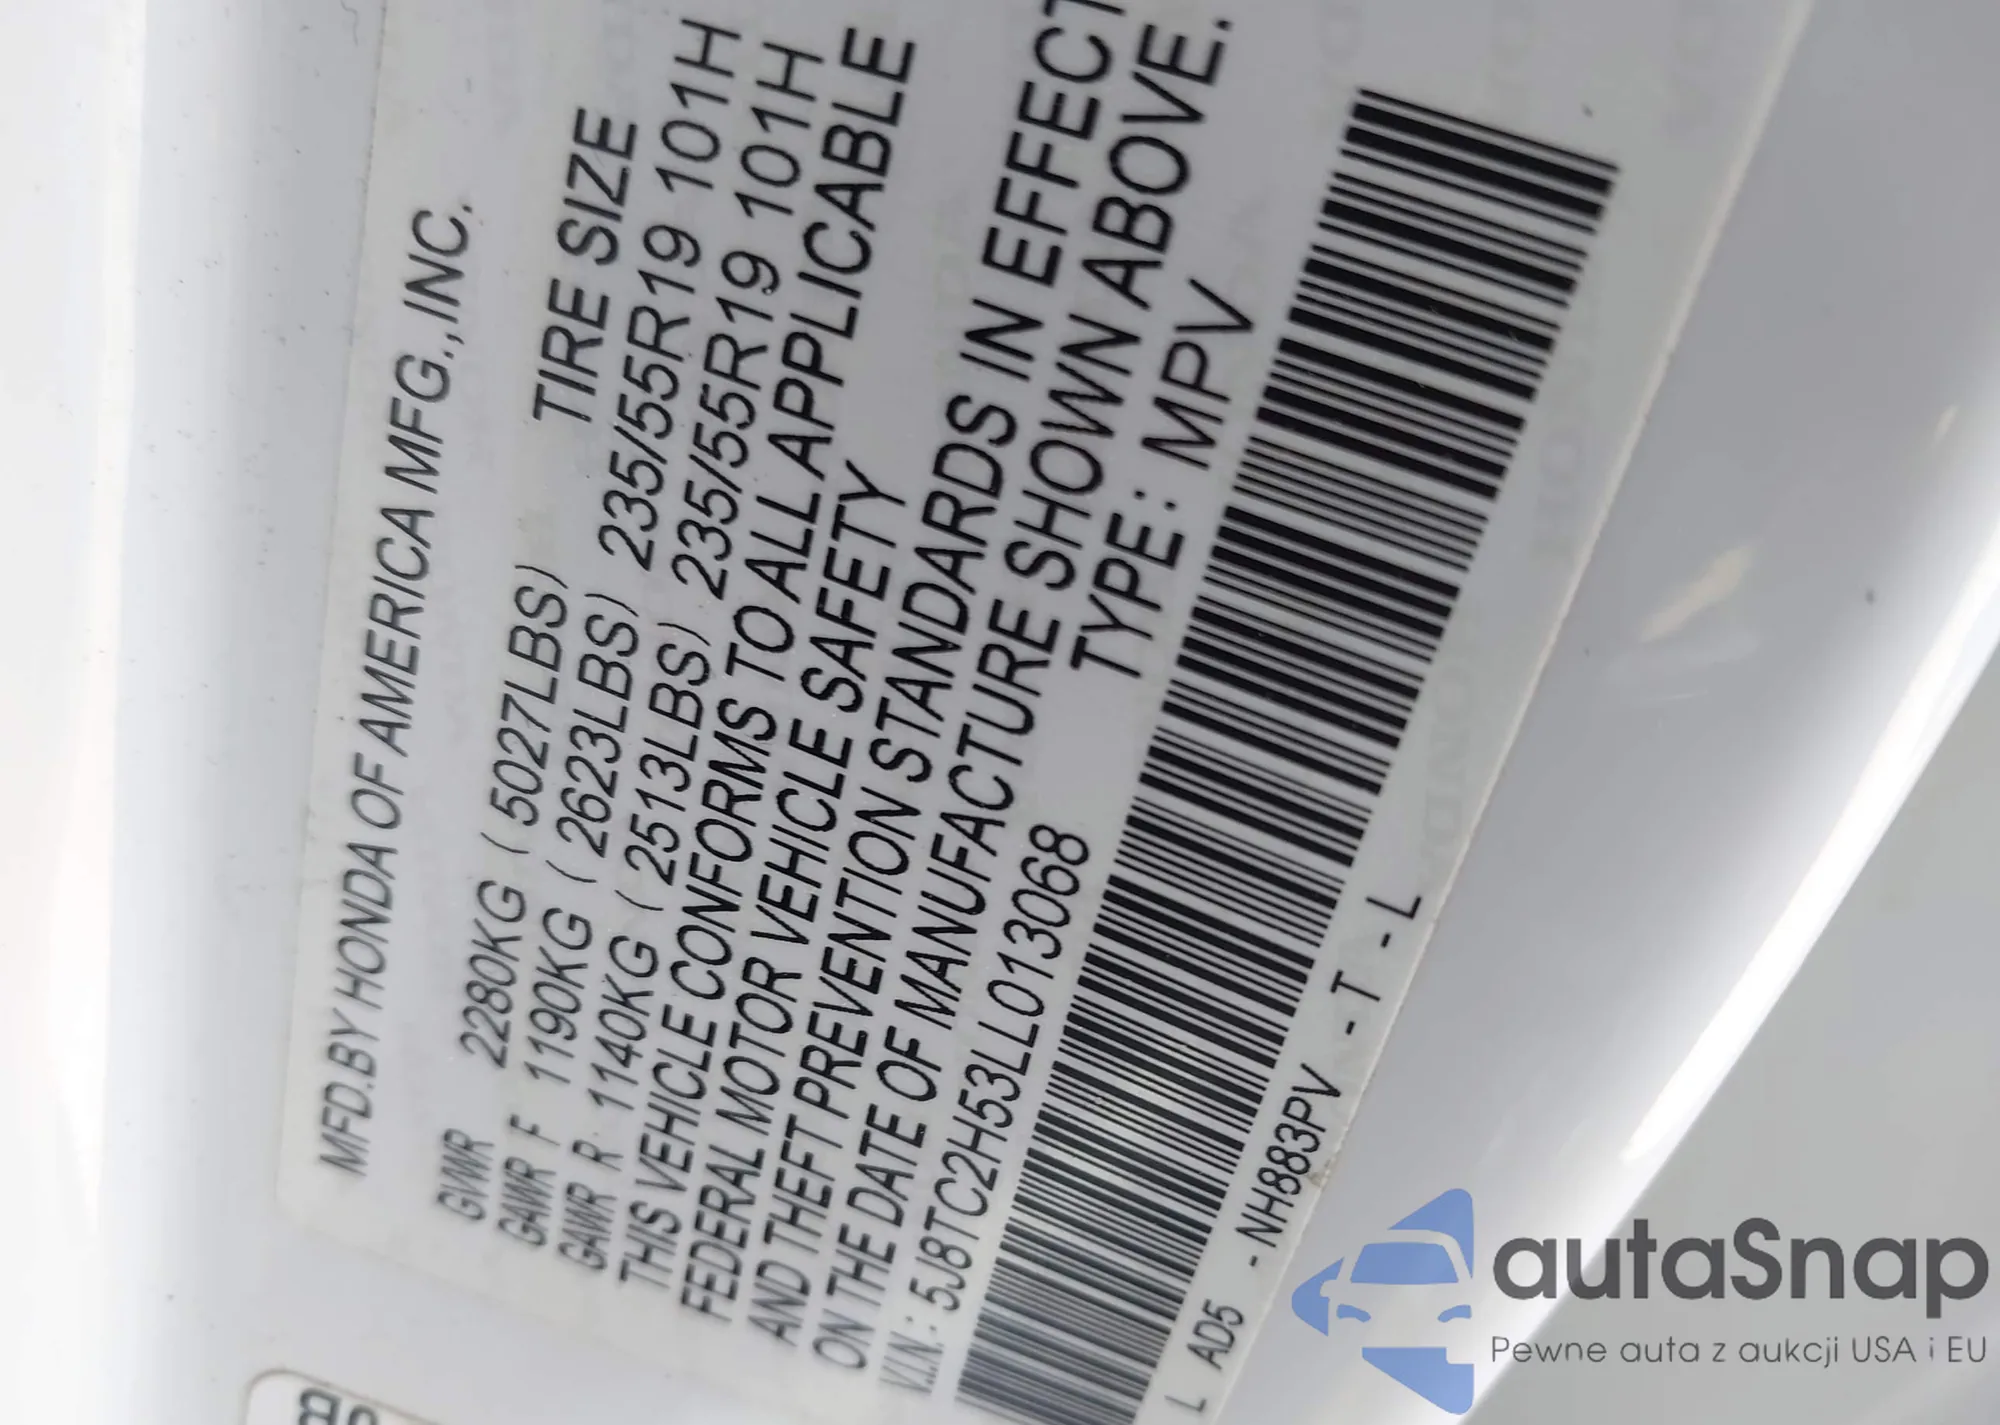 MFD.BY HONDA OF AMERICA MFG.,INC.
TIRE SIZE
GVWR 2280KG ( 5027LBS)
GAWR F 1190KG ( 2623LBS) 235/55R19 101H
GAWR R 1140KG ( 2513LBS) 235/55R19 101H
THIS VEHICLE CONFORMS TO ALL APPLICABLE
FEDERAL MOTOR VEHICLE SAFETY
AND THEFT PREVENTION STANDARDS IN EFFECT
ON THE DATE OF MANUFACTURE SHOWN ABOVE.
V.I.N.: 5J8TC2H53LL013068 TYPE: MPV
L AD5 - NH883PV - T - L
autaSnap
Pewne auta z aukcji USA i EU